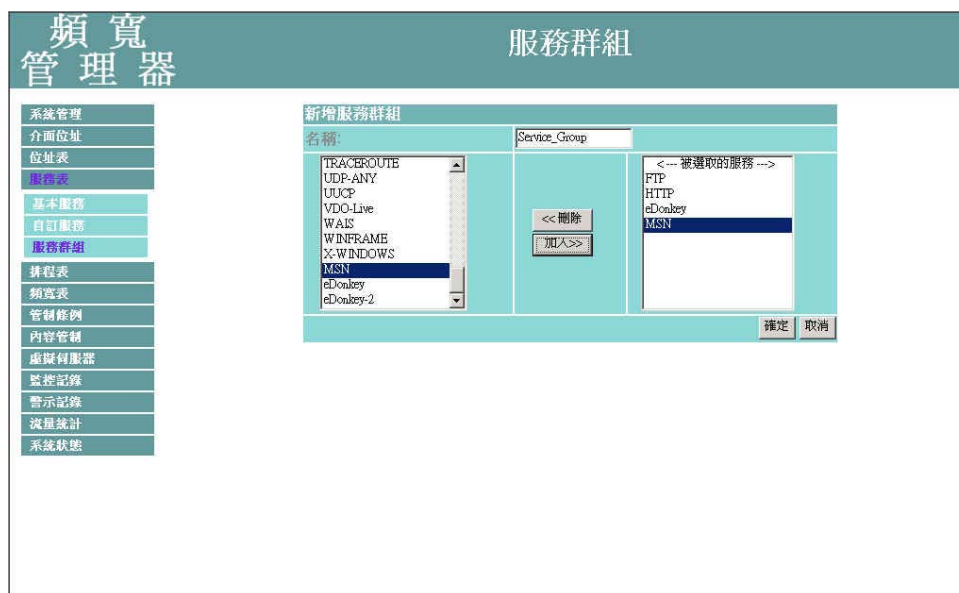 頻寬
管理器
服務群組
系統管理
介面位址
位址表
服務表
基本服務
自訂服務
服務群組
排程表
頻寬表
管制條例
內容管制
虛擬伺服器
監控記錄
警示記錄
流量統計
系統狀態
新增服務群組
名稱:
Service_Group
TRACEROUTE
UDP-ANY
UUCP
VDO-Live
WAIS
WINFRAME
X-WINDOWS
MSN
eDonkey
eDonkey-2
<< 刪除
加入>>
<--- 被選取的服務 --->
FTP
HTTP
eDonkey
MSN
確定
取消